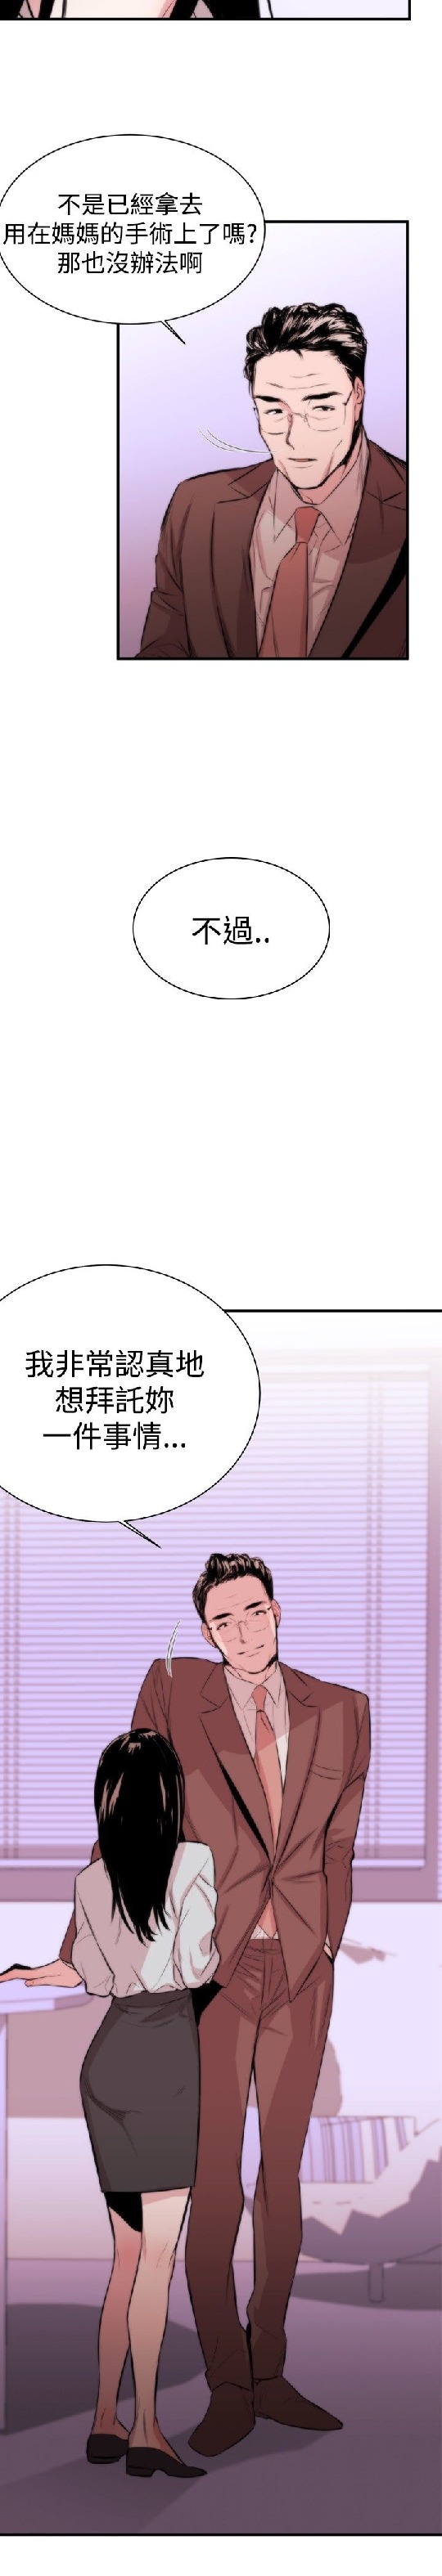 不是已經拿去
用在媽媽的手術上了嗎?
那也沒辦法啊
不過..
我非常認真地
想拜託妳
一件事情...